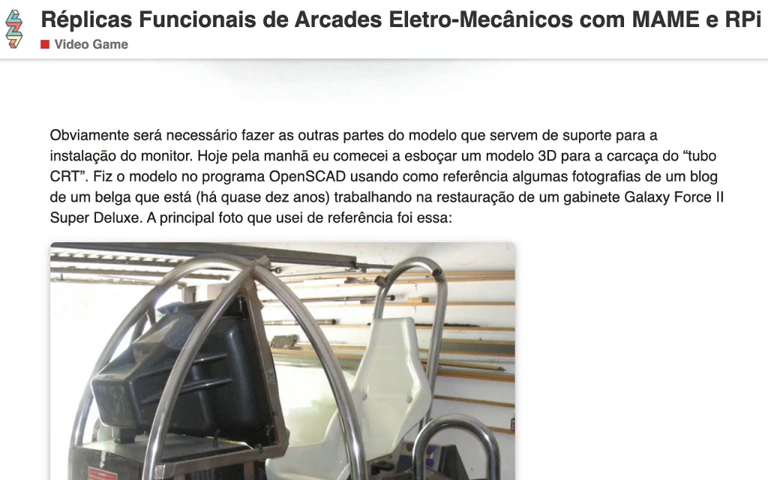 Réplicas Funcionais de Arcades Eletro-Mecânicos com MAME e RPi
Video Game
Obviamente será necessário fazer as outras partes do modelo que servem de suporte para a
instalação do monitor. Hoje pela manhã eu comecei a esboçar um modelo 3D para a carcaça do “tubo
CRT”. Fiz o modelo no programa OpenSCAD usando como referência algumas fotografias de um blog
de um belga que está (há quase dez anos) trabalhando na restauração de um gabinete Galaxy Force II
Super Deluxe. A principal foto que usei de referência foi essa: